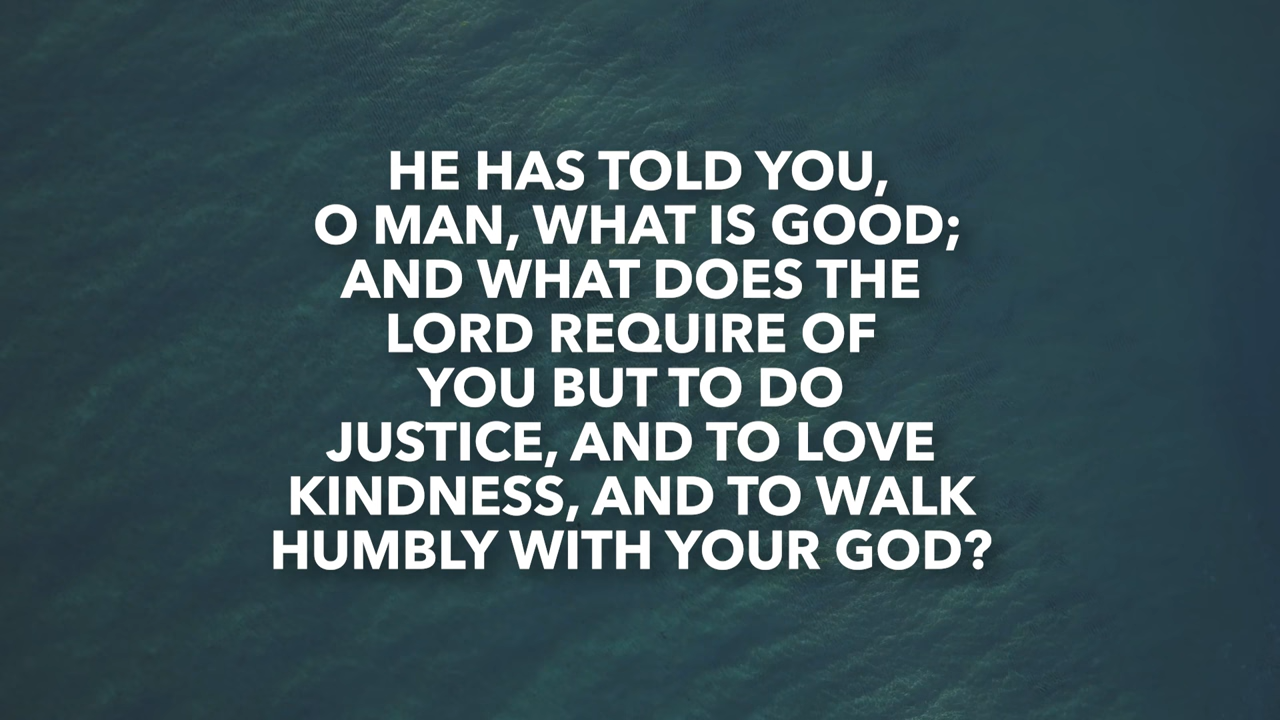 HE HAS TOLD YOU,
O MAN, WHAT IS GOOD;
AND WHAT DOES THE
LORD REQUIRE OF
YOU BUT TO DO
JUSTICE, AND TO LOVE
KINDNESS, AND TO WALK
HUMBLY WITH YOUR GOD?